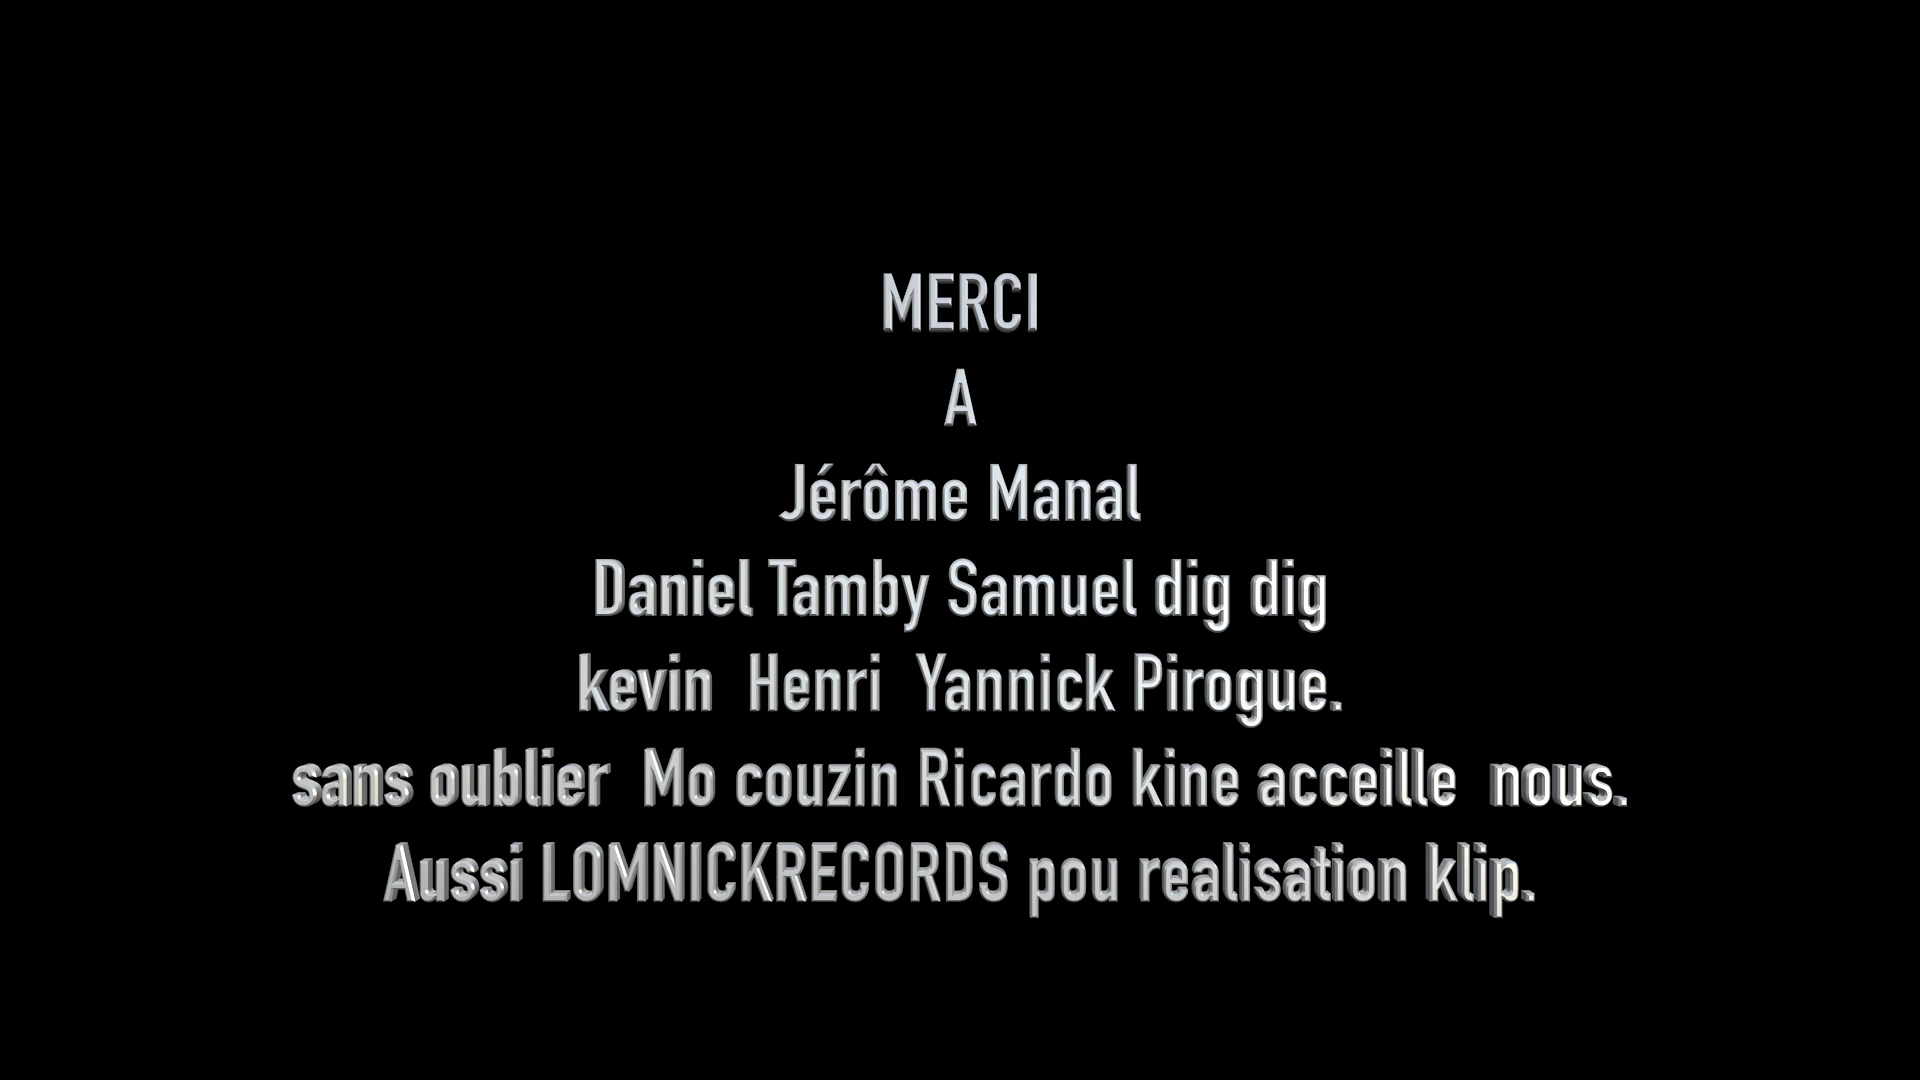 MERCI
A
Jérôme Manal
Daniel Tamby Samuel dig dig
kevin  Henri  Yannick Pirogue.
sans oublier  Mo couzin Ricardo kine acceille  nous.
Aussi LOMNICKRECORDS pou realisation klip.